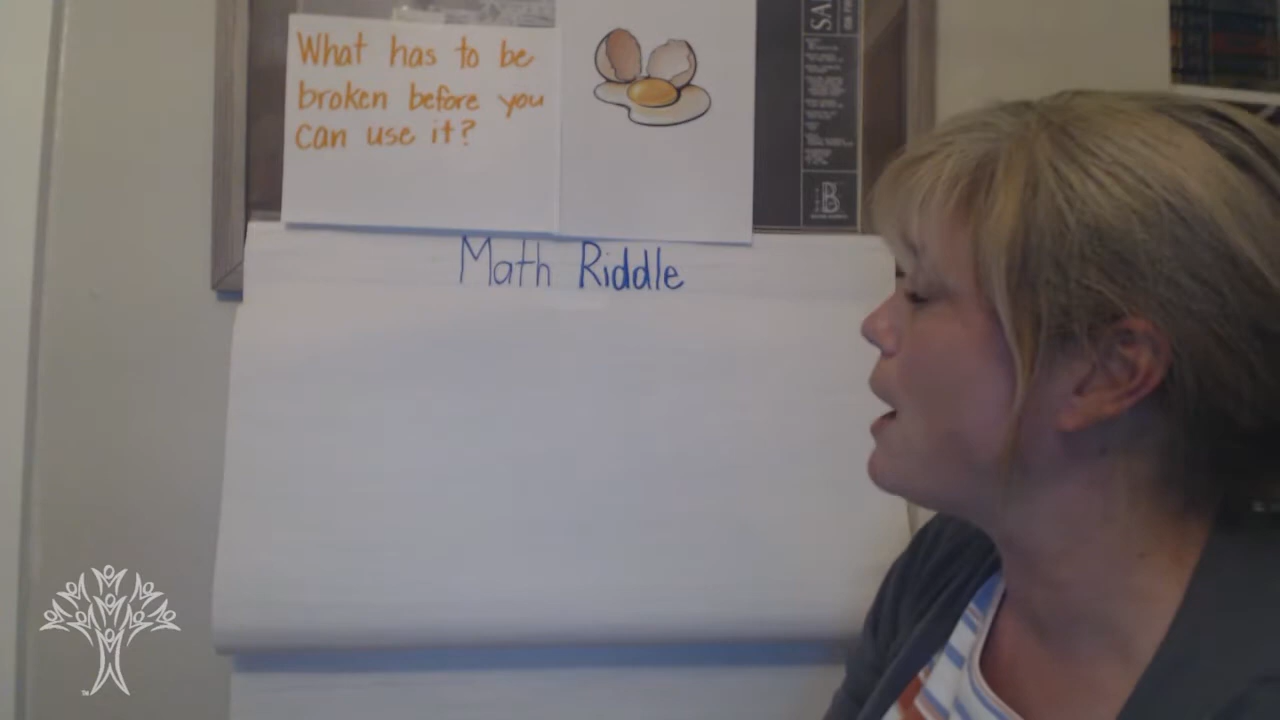 What has to be
broken before you
can use it?
Math Riddle